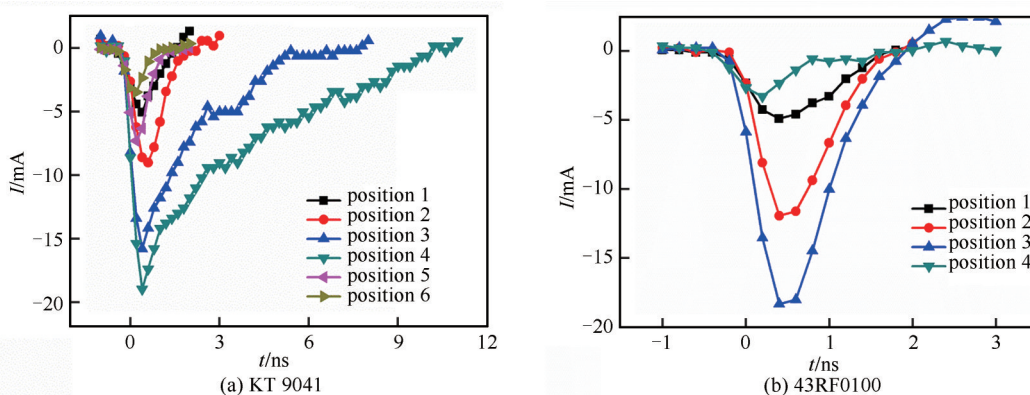 0
−5
−10
−15
−20
I/mA
position 1
position 2
position 3
position 4
position 5
position 6
0
3
6
9
12
t/ns
(a) KT 9041
0
−5
−10
−15
−20
I/mA
position 1
position 2
position 3
position 4
−1
0
1
2
3
t/ns
(b) 43RF0100